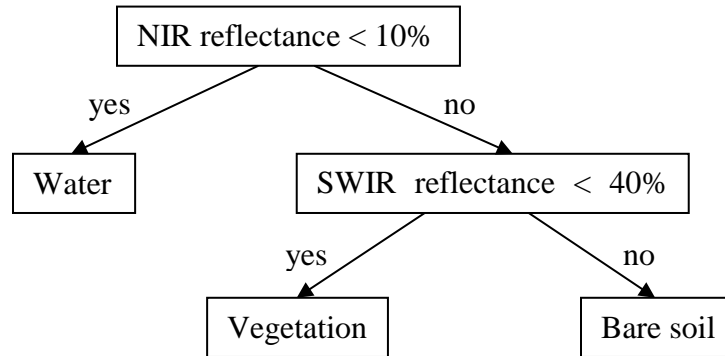 NIR reflectance < 10%
yes
no
Water
SWIR reflectance < 40%
yes
no
Vegetation
Bare soil